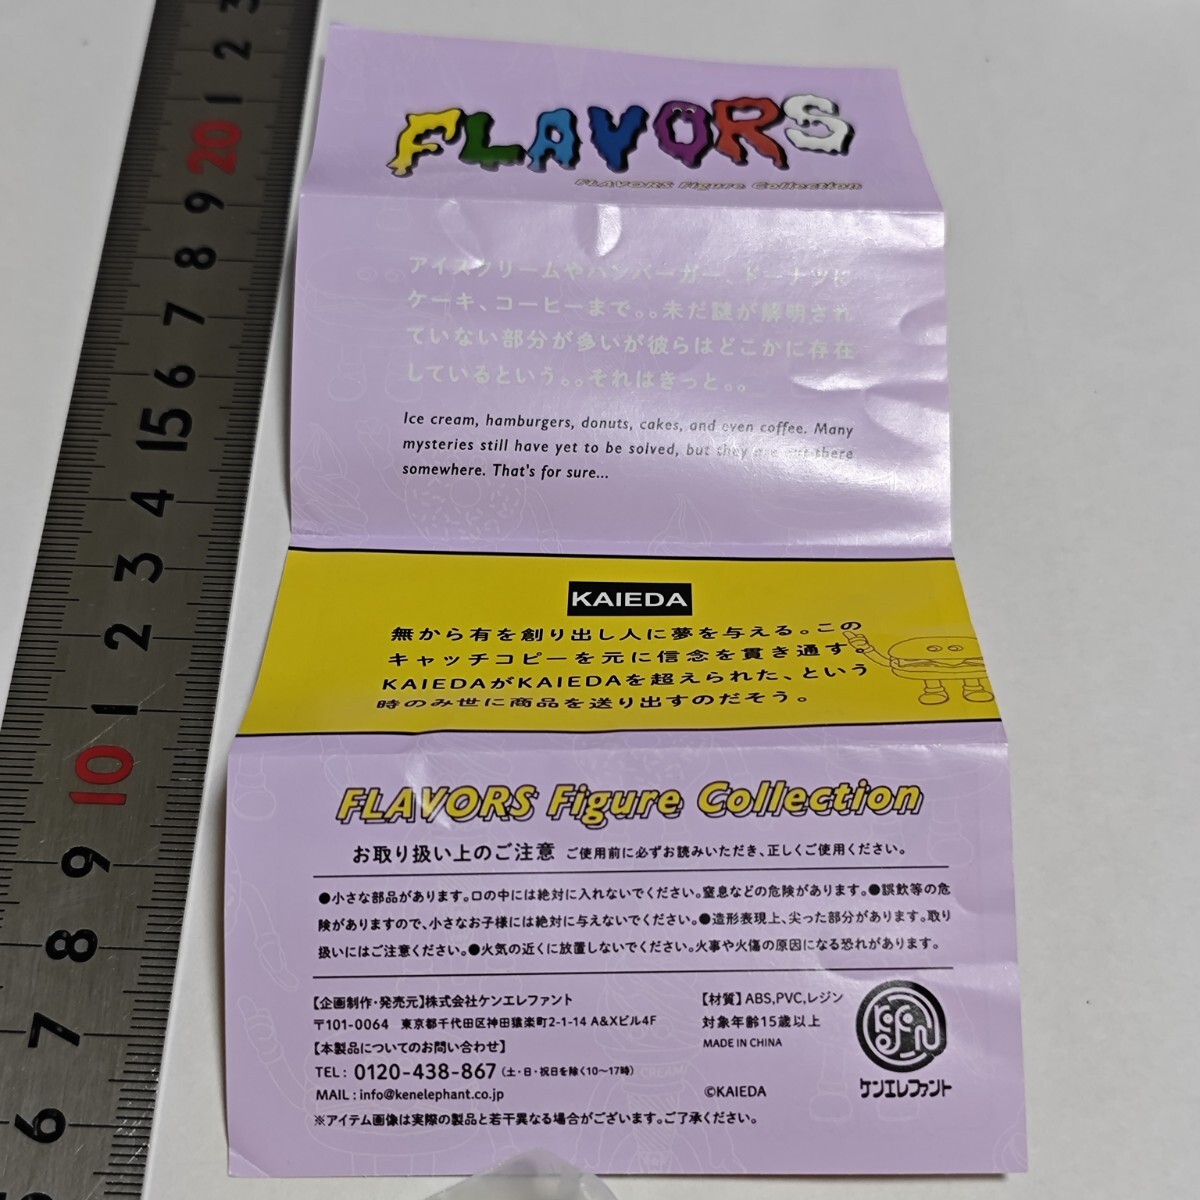 FLAVORS
FLAVORS Figure Collection
アイスクリームやハンバーガー、ドーナツに
ケーキ、コーヒーまで。。未だ謎が解明され
ていない部分が多いが彼らはどこかに存在
しているという。。それはきっと。。
Ice cream, hamburgers, donuts, cakes, and even coffee. Many
mysteries still have yet to be solved, but they are out there
somewhere. That's for sure...
KAIEDA
無から有を創り出し人に夢を与える。この
キャッチコピーを元に信念を貫き通す。
KAIEDAがKAIEDAを超えられた、という
時のみ世に商品を送り出すのだそう。
FLAVORS Figure Collection
お取り扱い上のご注意 ご使用前に必ずお読みいただき、正しくご使用ください。
●小さな部品があります。口の中には絶対に入れないでください。窒息などの危険があります。●誤飲等の危
険がありますので、小さなお子様には絶対に与えないでください。●造形表現上、尖った部分があります。取り
扱いにはご注意ください。●火気の近くに放置しないでください。火事や火傷の原因になる恐れがあります。
【企画制作・発売元】株式会社ケンエレファント
〒101-0064 東京都千代田区神田猿楽町2-1-14 A&Xビル4F
【本製品についてのお問い合わせ】
TEL : 0120-438-867 (土・日・祝日を除く10~17時)
MAIL : info@kenelephant.co.jp
※アイテム画像は実際の製品と若干異なる場合がございます。ご了承ください。
【材質】ABS,PVC,レジン
対象年齢15歳以上
MADE IN CHINA
©KAIEDA
ケンエレファント
3
2
1
20
9
8
7
6
15
4
3
2
1
10
9
8
7
6